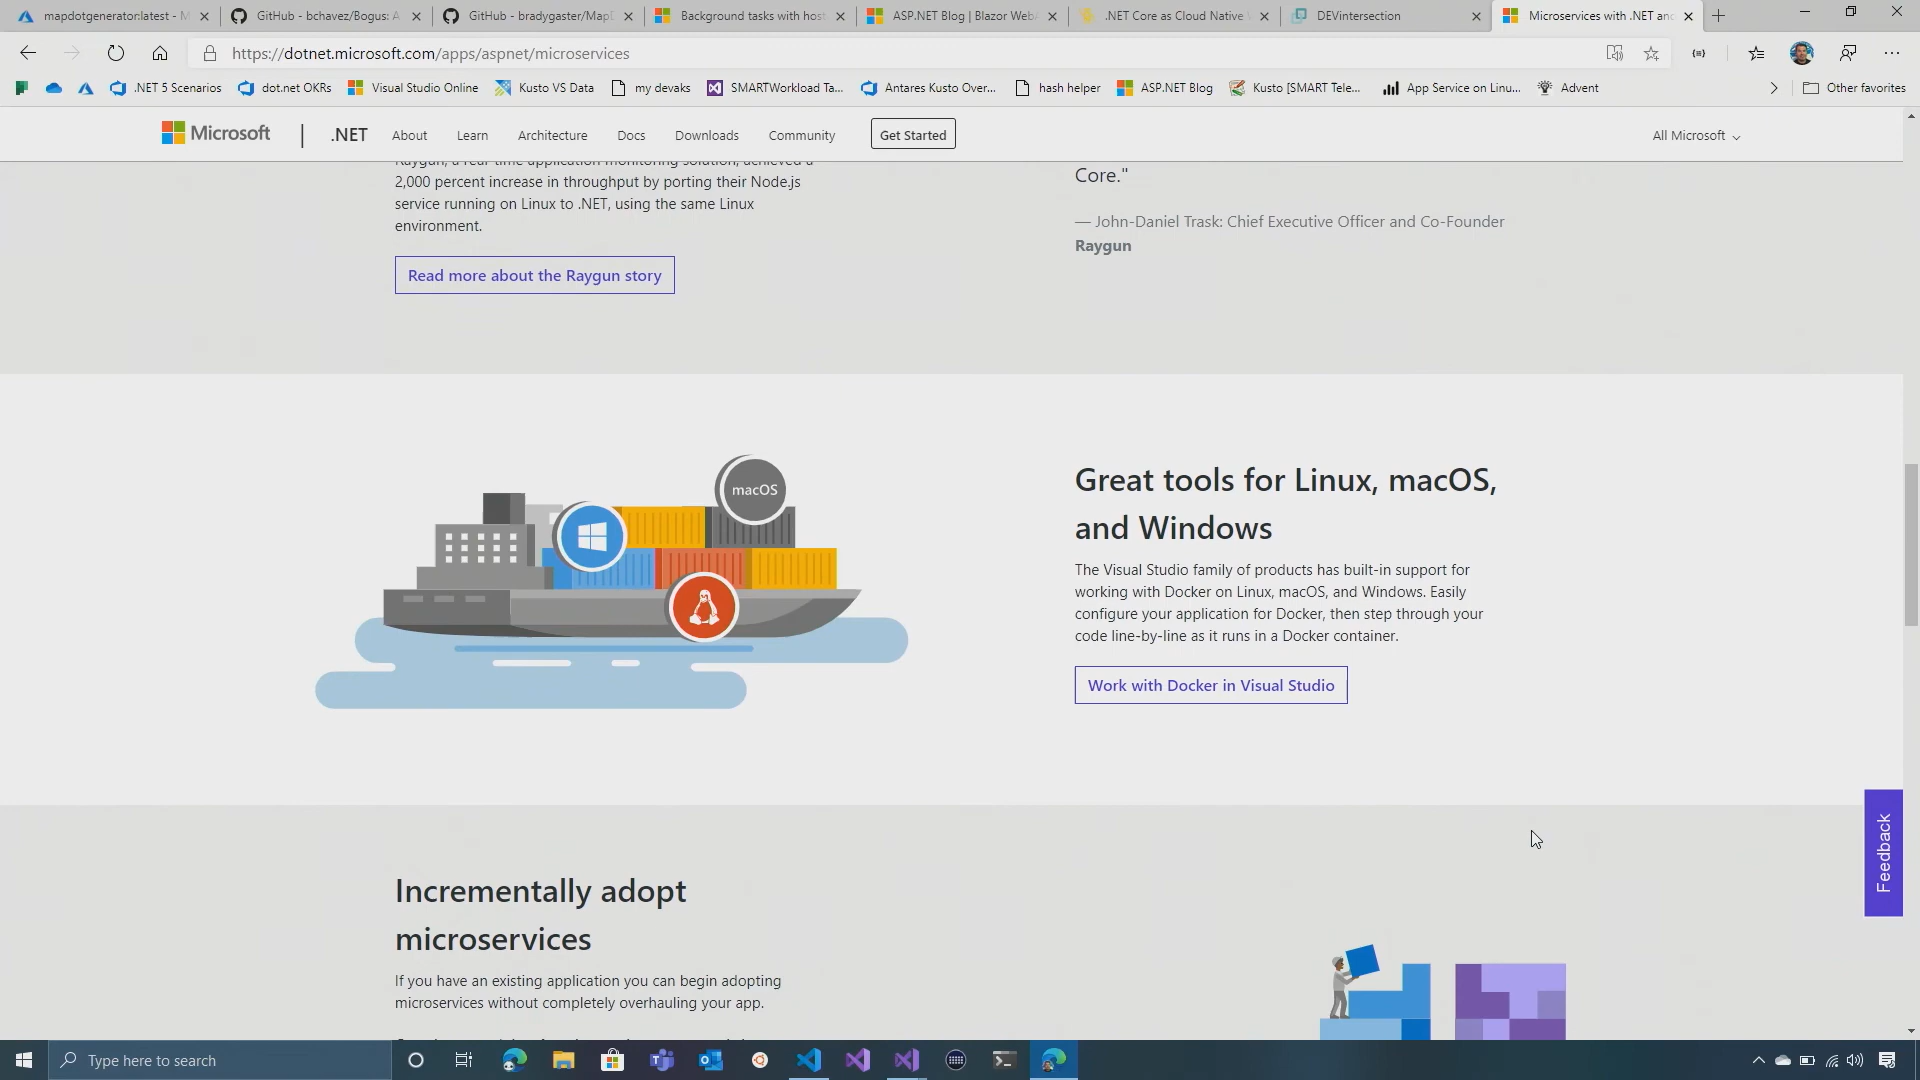 mapdotgenerator:latest - M
GitHub - bchavez/Bogus: A
GitHub - bradygaster/MapD
Background tasks with host
ASP.NET Blog | Blazor WebA
.NET Core as Cloud Native
DEVintersection
Microservices with .NET and
https://dotnet.microsoft.com/apps/aspnet/microservices
.NET 5 Scenarios
dot.net OKRs
Visual Studio Online
Kusto VS Data
my devaks
SMARTWorkload Ta...
Antares Kusto Over...
hash helper
ASP.NET Blog
Kusto [SMART Tele...
App Service on Linu...
Advent
Other favorites
Microsoft
.NET
About
Learn
Architecture
Docs
Downloads
Community
Get Started
All Microsoft
Raygun, a real-time application monitoring solution, achieved a
2,000 percent increase in throughput by porting their Node.js
service running on Linux to .NET, using the same Linux
environment.
Read more about the Raygun story
Core."
— John-Daniel Trask: Chief Executive Officer and Co-Founder
Raygun
macOS
Great tools for Linux, macOS,
and Windows
The Visual Studio family of products has built-in support for
working with Docker on Linux, macOS, and Windows. Easily
configure your application for Docker, then step through your
code line-by-line as it runs in a Docker container.
Work with Docker in Visual Studio
Feedback
Incrementally adopt
microservices
If you have an existing application you can begin adopting
microservices without completely overhauling your app.
Type here to search